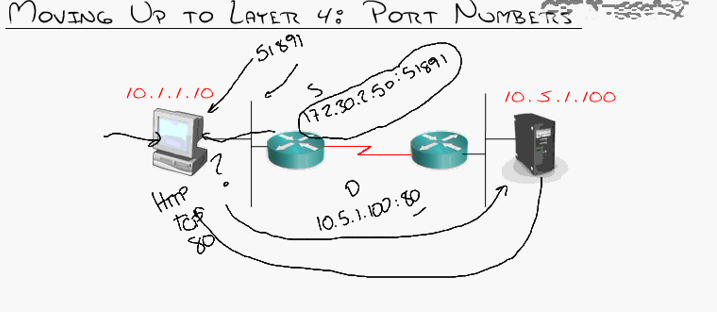 MOVING UP TO LAYER 4: PORT NUMBERS
51891
10.1.1.10
S
172.30.2.50:51891
10.5.1.100
?
D
10.5.1.100:80
HTTP
TCP
80